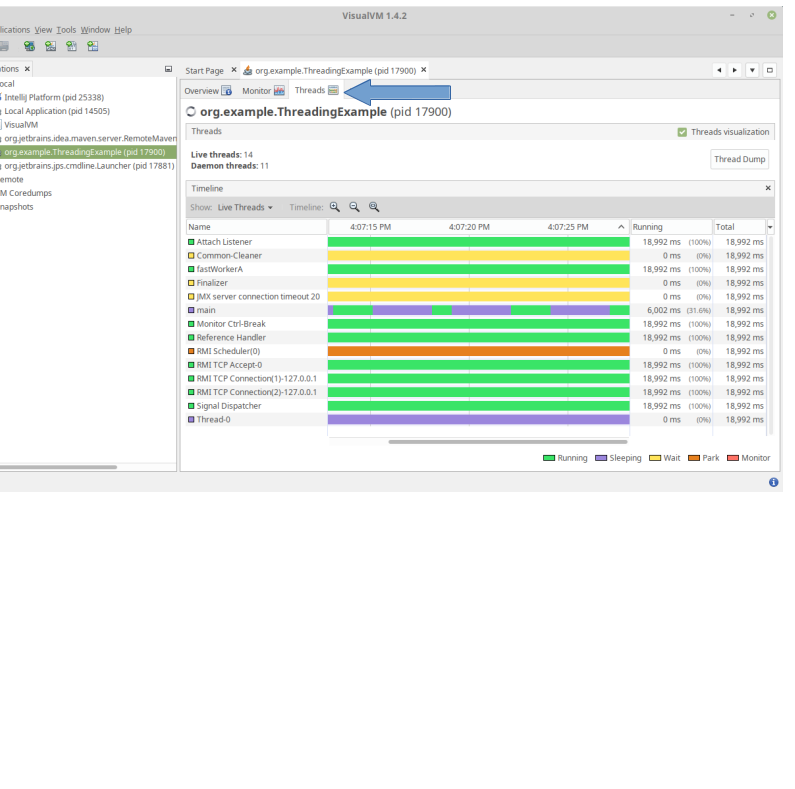 VisualVM 1.4.2
lications View Tools Window Help
tions
Start Page
org.example.ThreadingExample (pid 17900)
ocal
Intellij Platform (pid 25338)
Local Application (pid 14505)
VisualVM
org.jetbrains.idea.maven.server.RemoteMaven
org.example.ThreadingExample (pid 17900)
org.jetbrains.jps.cmdline.Launcher (pid 17881)
emote
M Coredumps
napshots
Overview Monitor Threads
org.example.ThreadingExample (pid 17900)
Threads Threads visualization
Live threads: 14
Daemon threads: 11
Thread Dump
Timeline
Show: Live Threads Timeline:
Name 4:07:15 PM 4:07:20 PM 4:07:25 PM Running Total
Attach Listener 18,992 ms (100%) 18,992 ms
Common-Cleaner 0 ms (0%) 18,992 ms
fastWorkerA 18,992 ms (100%) 18,992 ms
Finalizer 0 ms (0%) 18,992 ms
JMX server connection timeout 20 0 ms (0%) 18,992 ms
main 6,002 ms (31.6%) 18,992 ms
Monitor Ctrl-Break 18,992 ms (100%) 18,992 ms
Reference Handler 18,992 ms (100%) 18,992 ms
RMI Scheduler(0) 0 ms (0%) 18,992 ms
RMI TCP Accept-0 18,992 ms (100%) 18,992 ms
RMI TCP Connection(1)-127.0.0.1 18,992 ms (100%) 18,992 ms
RMI TCP Connection(2)-127.0.0.1 18,992 ms (100%) 18,992 ms
Signal Dispatcher 18,992 ms (100%) 18,992 ms
Thread-0 0 ms (0%) 18,992 ms
Running Sleeping Wait Park Monitor